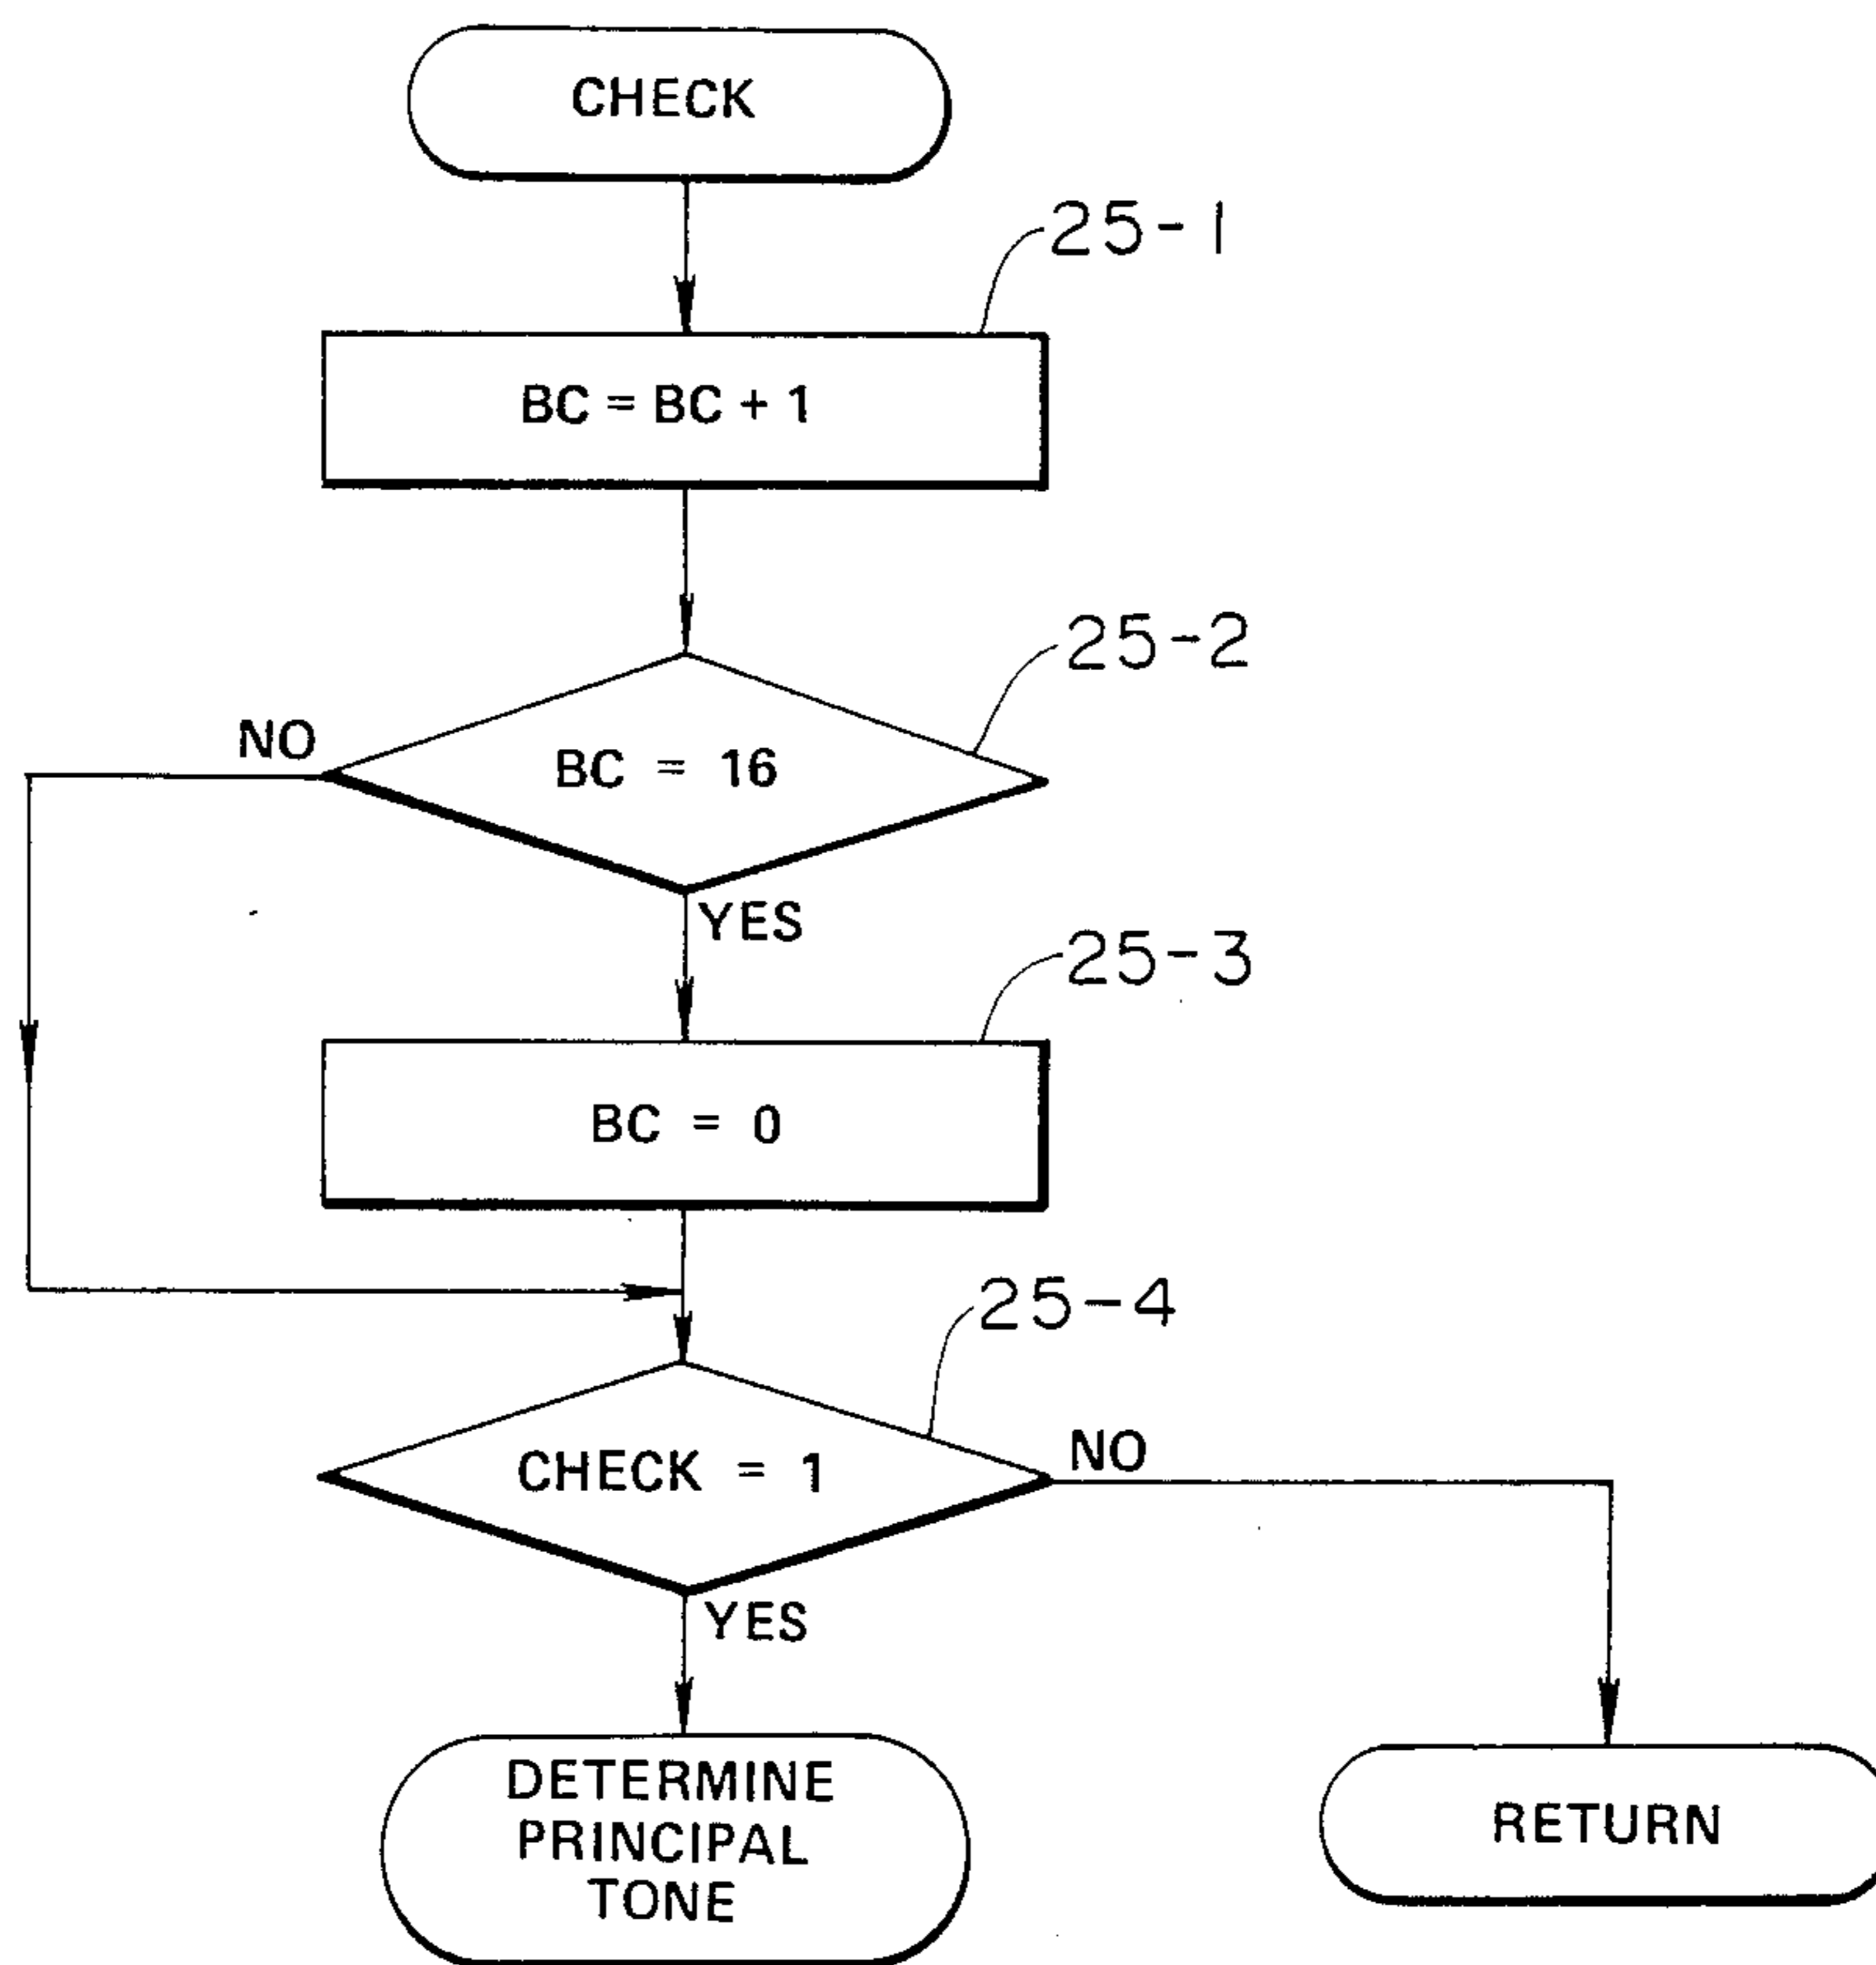 CHECK
25-1
BC = BC + 1
25-2
NO
BC = 16
YES
25-3
BC = 0
25-4
CHECK = 1
NO
YES
DETERMINE
PRINCIPAL
TONE
RETURN